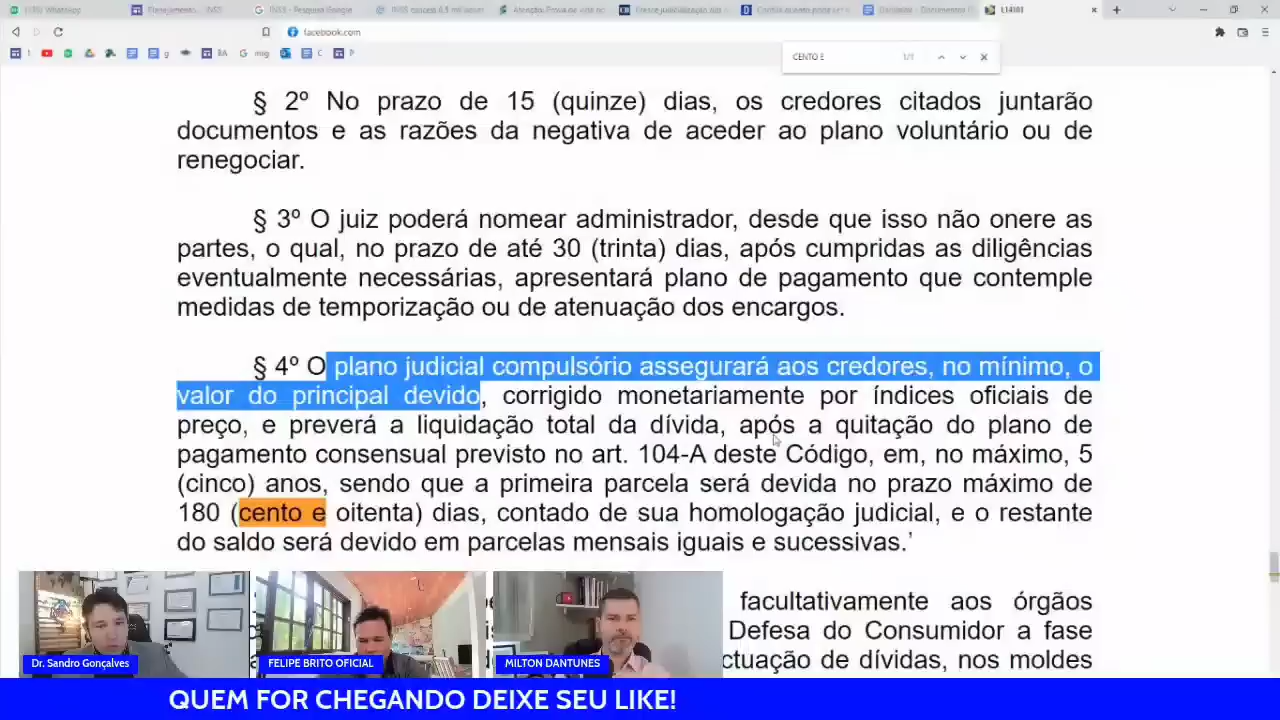 INSS - Pesquisa Google
L14181
facebook.com
CENTO E
1/1
§ 2º No prazo de 15 (quinze) dias, os credores citados juntarão
documentos e as razões da negativa de aceder ao plano voluntário ou de
renegociar.
§ 3º O juiz poderá nomear administrador, desde que isso não onere as
partes, o qual, no prazo de até 30 (trinta) dias, após cumpridas as diligências
eventualmente necessárias, apresentará plano de pagamento que contemple
medidas de temporização ou de atenuação dos encargos.
§ 4º O plano judicial compulsório assegurará aos credores, no mínimo, o
valor do principal devido, corrigido monetariamente por índices oficiais de
preço, e preverá a liquidação total da dívida, após a quitação do plano de
pagamento consensual previsto no art. 104-A deste Código, em, no máximo, 5
(cinco) anos, sendo que a primeira parcela será devida no prazo máximo de
180 (cento e oitenta) dias, contado de sua homologação judicial, e o restante
do saldo será devido em parcelas mensais iguais e sucessivas.’
facultativamente aos órgãos
Defesa do Consumidor a fase
ctuação de dívidas, nos moldes
Dr. Sandro Gonçalves
FELIPE BRITO OFICIAL
MILTON DANTUNES
QUEM FOR CHEGANDO DEIXE SEU LIKE!